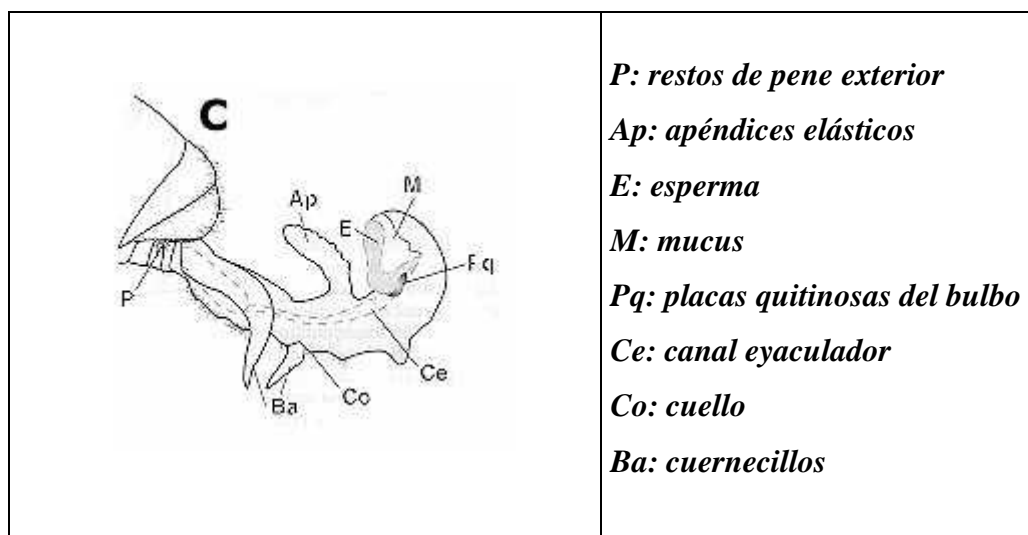 C
M
Ap
E
Pq
P
Ce
Co
Ba
P: restos de pene exterior
Ap: apéndices elásticos
E: esperma
M: mucus
Pq: placas quitinosas del bulbo
Ce: canal eyaculador
Co: cuello
Ba: cuernecillos